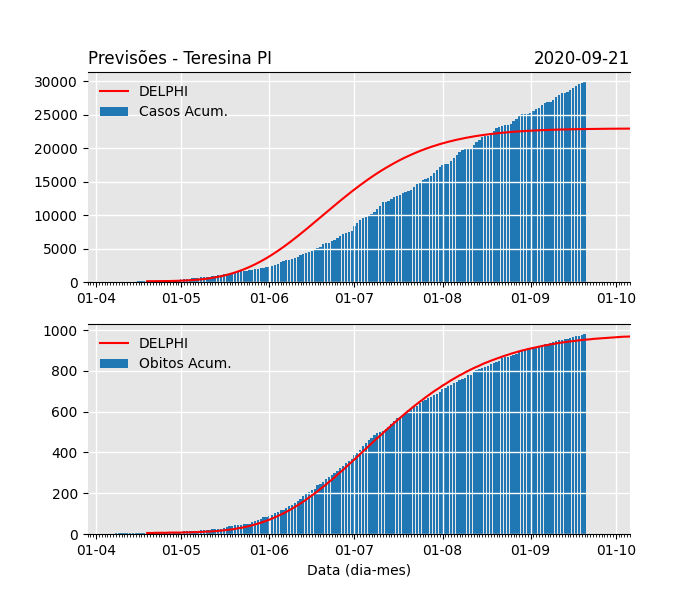 Previsões - Teresina PI 2020-09-21
30000
25000
20000
15000
10000
5000
0
DELPHI
Casos Acum.
01-04 01-05 01-06 01-07 01-08 01-09 01-10
1000
800
600
400
200
0
DELPHI
Obitos Acum.
01-04 01-05 01-06 01-07 01-08 01-09 01-10
Data (dia-mes)